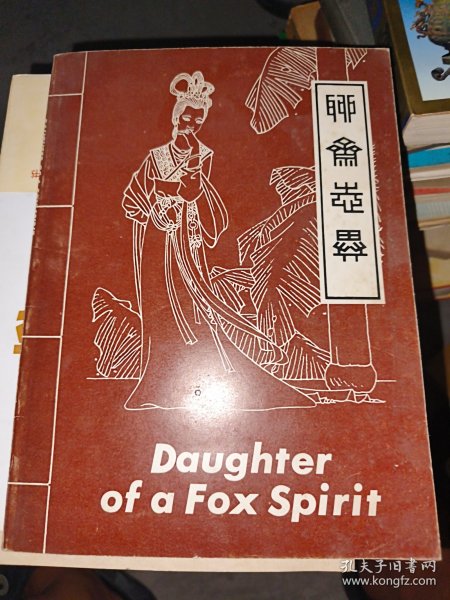 聊
齋
志
異
Daughter
of a Fox Spirit
孔夫子旧书网
www.kongfz.com